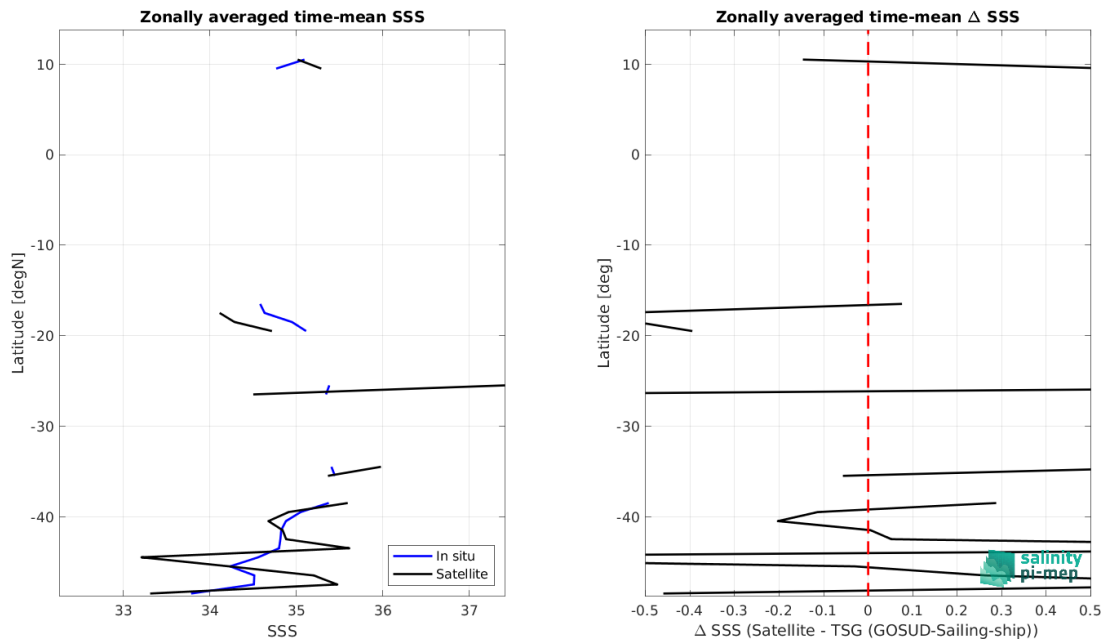 Zonally averaged time-mean SSS
10
0
-10
-20
-30
-40
Latitude [degN]
33
34
35
36
37
SSS
In situ
Satellite
Zonally averaged time-mean Δ SSS
10
0
-10
-20
-30
-40
Latitude [deg]
-0.5
-0.4
-0.3
-0.2
-0.1
0
0.1
0.2
0.3
0.4
0.5
Δ SSS (Satellite - TSG (GOSUD-Sailing-ship))
salinity
pi-mep